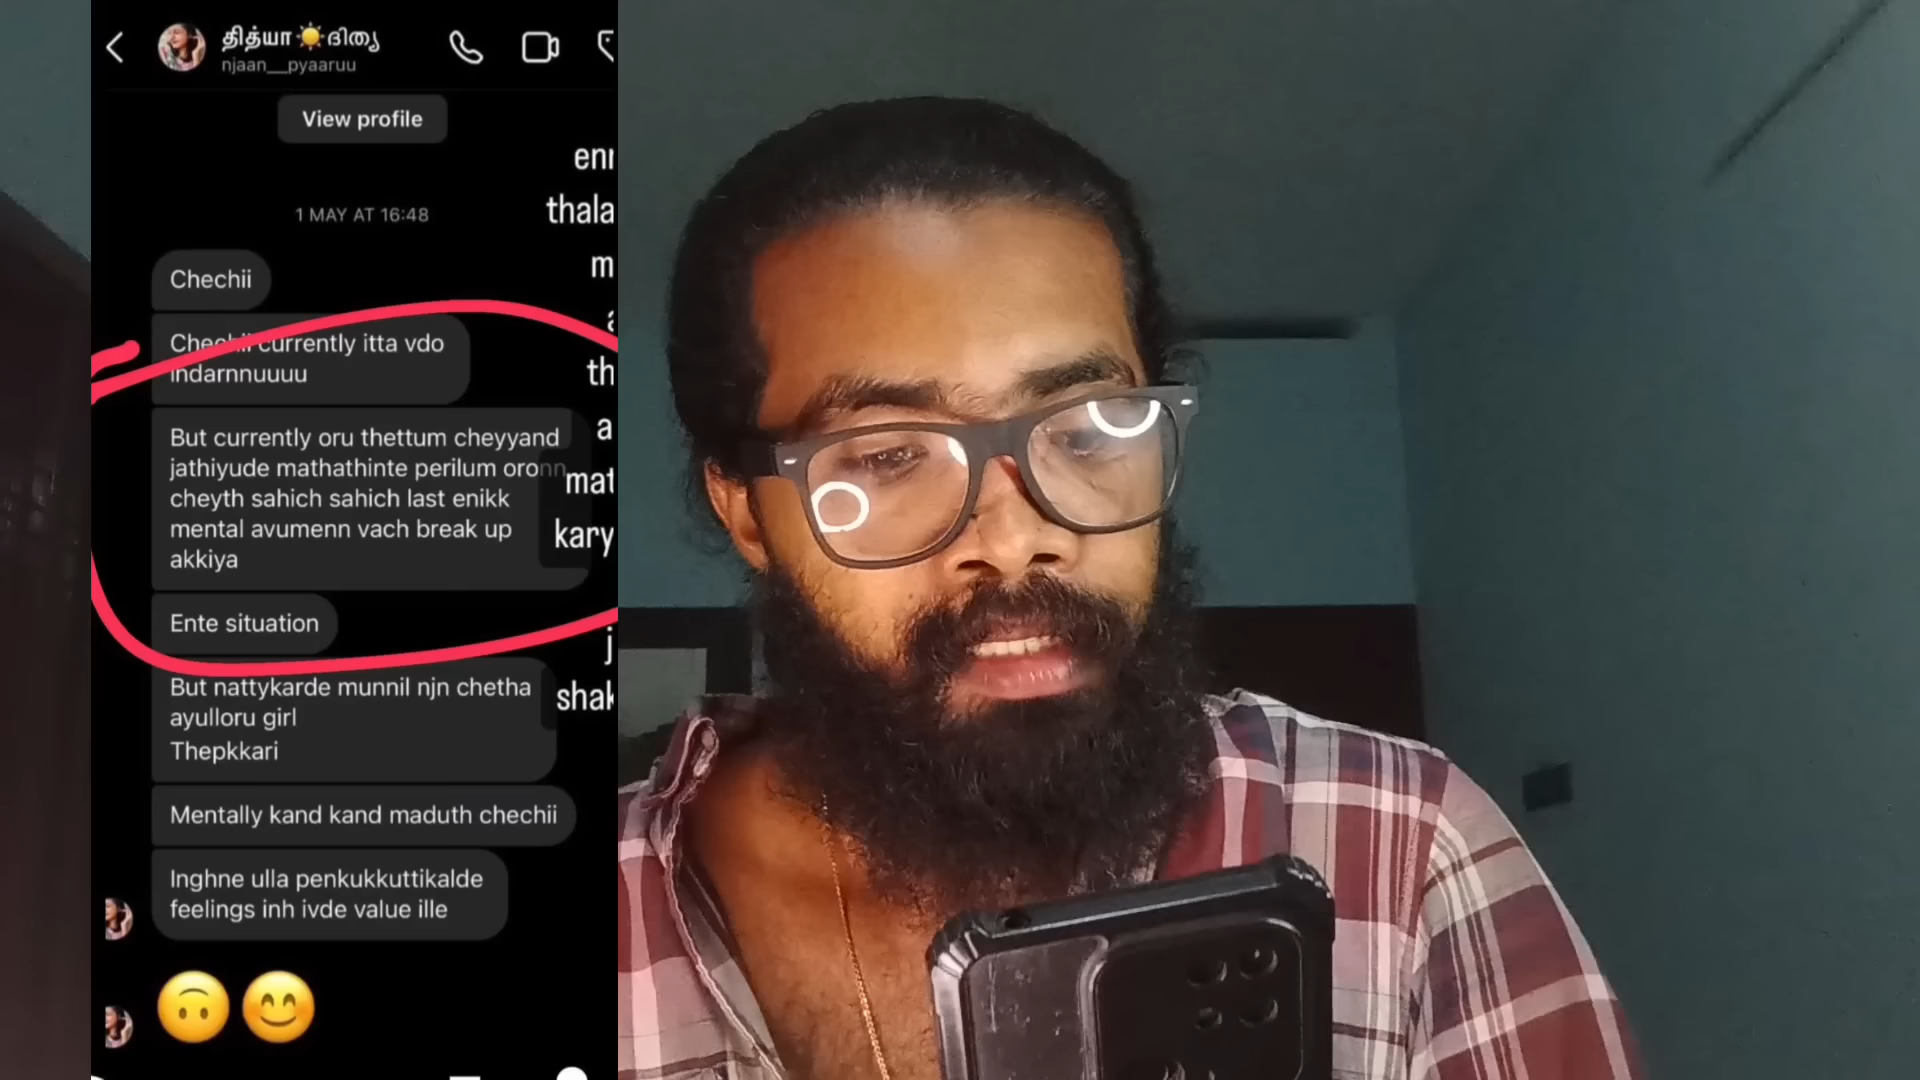 தித்யா☀️ദിത്യ
njaan__pyaaruu
View profile
1 MAY AT 16:48
Chechii
Chechii currently itta vdo
indarnnuuuu
But currently oru thettum cheyyand
jathiyude mathathinte perilum oronn
cheyth sahich sahich last enikk
mental avumenn vach break up
akkiya
Ente situation
But nattykarde munnil njn chetha
ayulloru girl
Thepkkari
Mentally kand kand maduth chechii
Inghne ulla penkukkuttikalde
feelings inh ivde value ille
🙃😊
thala
m
th
a
mat
kary
j
shak